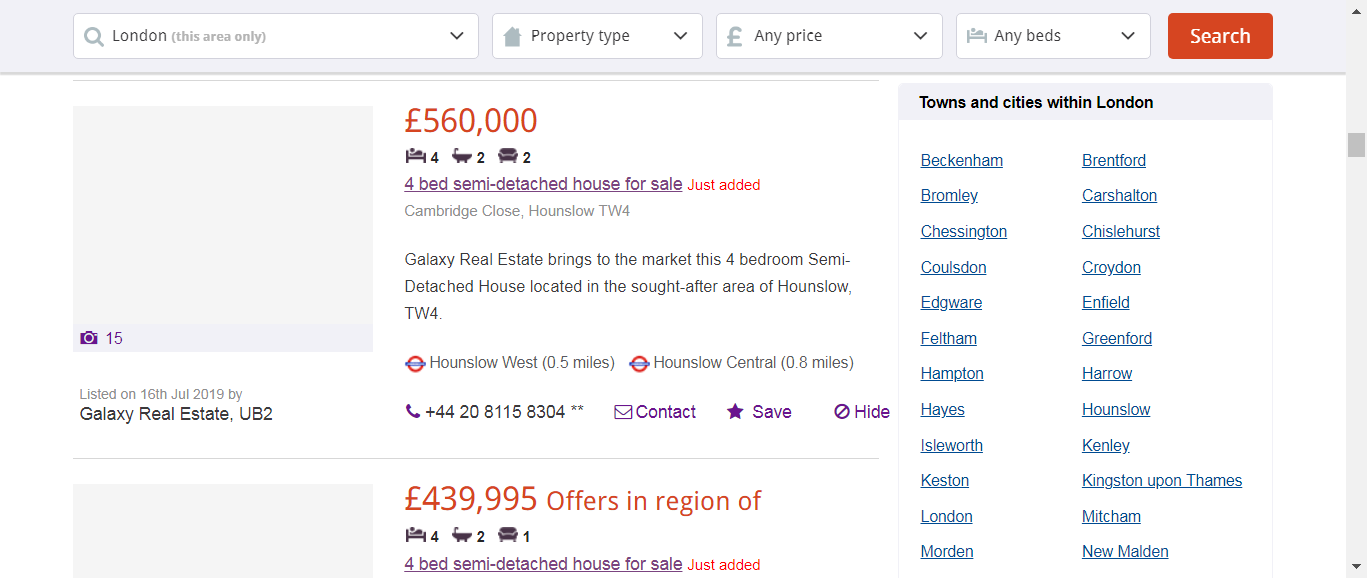 London (this area only)
Property type
Any price
Any beds
Search
£560,000
4 2 2
4 bed semi-detached house for sale Just added
Cambridge Close, Hounslow TW4
Galaxy Real Estate brings to the market this 4 bedroom Semi-
Detached House located in the sought-after area of Hounslow,
TW4.
15
Hounslow West (0.5 miles) Hounslow Central (0.8 miles)
Listed on 16th Jul 2019 by
Galaxy Real Estate, UB2
+44 20 8115 8304 ** Contact Save Hide
£439,995 Offers in region of
4 2 1
4 bed semi-detached house for sale Just added
Towns and cities within London
Beckenham Brentford
Bromley Carshalton
Chessington Chislehurst
Coulsdon Croydon
Edgware Enfield
Feltham Greenford
Hampton Harrow
Hayes Hounslow
Isleworth Kenley
Keston Kingston upon Thames
London Mitcham
Morden New Malden